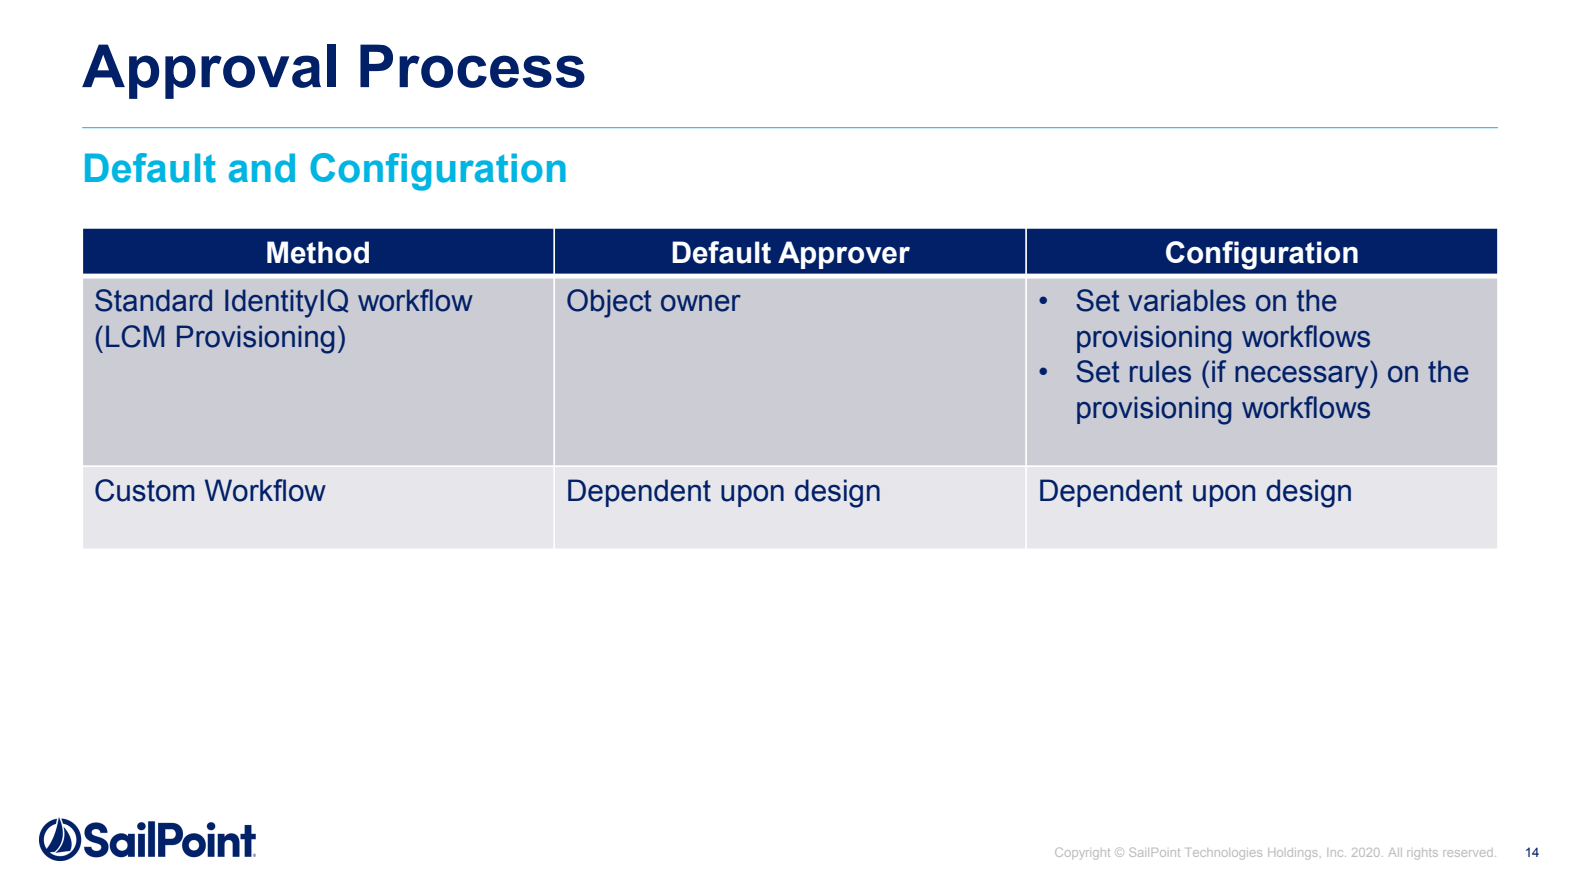 Approval Process
Default and Configuration
Method Default Approver Configuration
Standard IdentityIQ workflow
(LCM Provisioning)
Object owner
• Set variables on the
provisioning workflows
• Set rules (if necessary) on the
provisioning workflows
Custom Workflow Dependent upon design Dependent upon design
SailPoint
Copyright © SailPoint Technologies Holdings, Inc. 2020. All rights reserved. 14